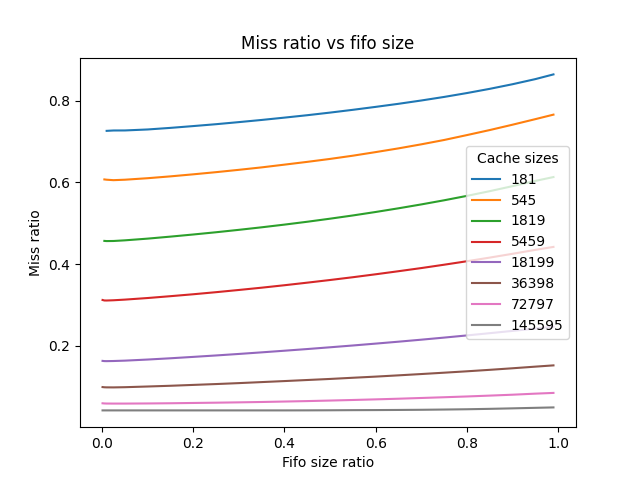 Miss ratio vs fifo size
Miss ratio
0.8
0.6
0.4
0.2
0.0 0.2 0.4 0.6 0.8 1.0
Fifo size ratio
Cache sizes
181
545
1819
5459
18199
36398
72797
145595